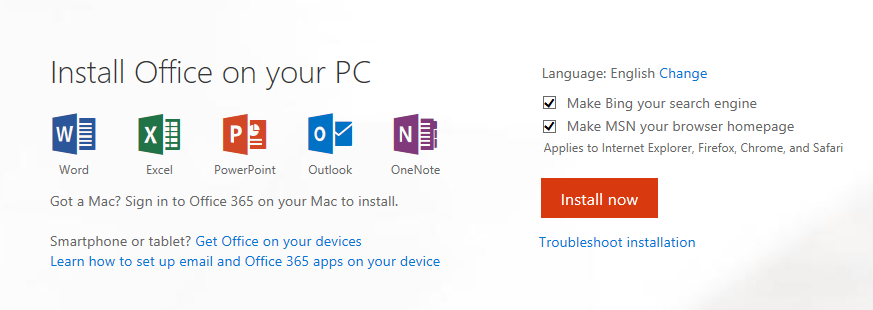 Install Office on your PC
W X P O N
Word Excel PowerPoint Outlook OneNote
Got a Mac? Sign in to Office 365 on your Mac to install.
Smartphone or tablet? Get Office on your devices
Learn how to set up email and Office 365 apps on your device
Language: English Change
Make Bing your search engine
Make MSN your browser homepage
Applies to Internet Explorer, Firefox, Chrome, and Safari
Install now
Troubleshoot installation